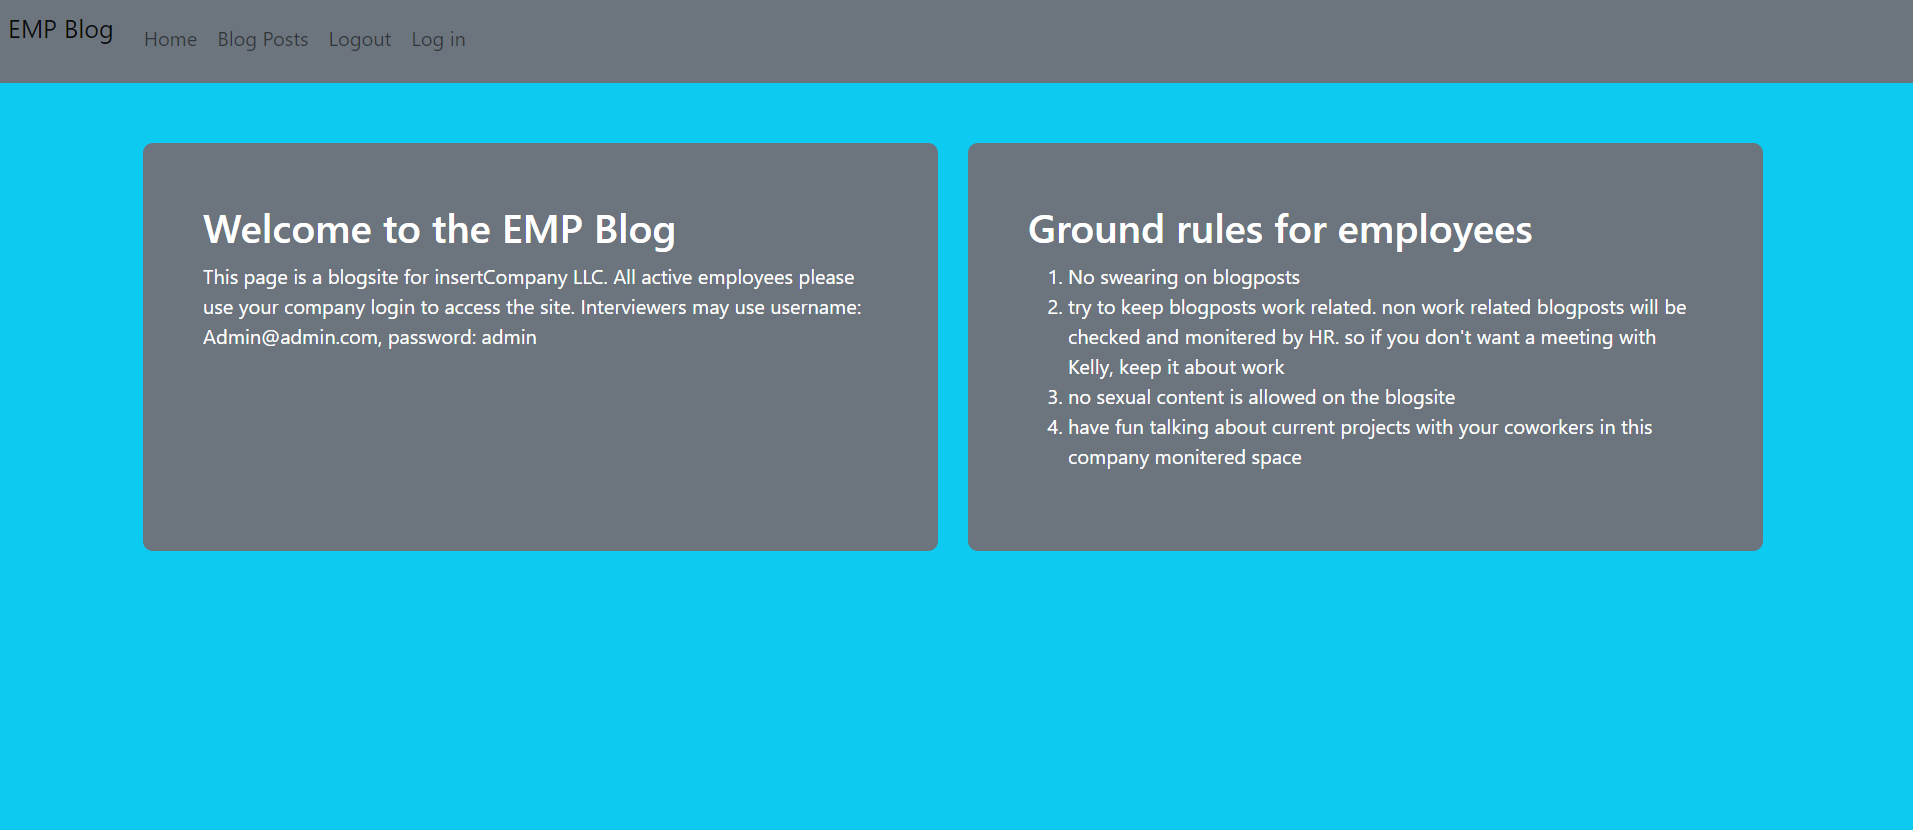 EMP Blog
Home Blog Posts Logout Log in
Welcome to the EMP Blog
This page is a blogsite for insertCompany LLC. All active employees please
use your company login to access the site. Interviewers may use username:
Admin@admin.com, password: admin
Ground rules for employees
1. No swearing on blogposts
2. try to keep blogposts work related. non work related blogposts will be
checked and monitered by HR. so if you don't want a meeting with
Kelly, keep it about work
3. no sexual content is allowed on the blogsite
4. have fun talking about current projects with your coworkers in this
company monitered space